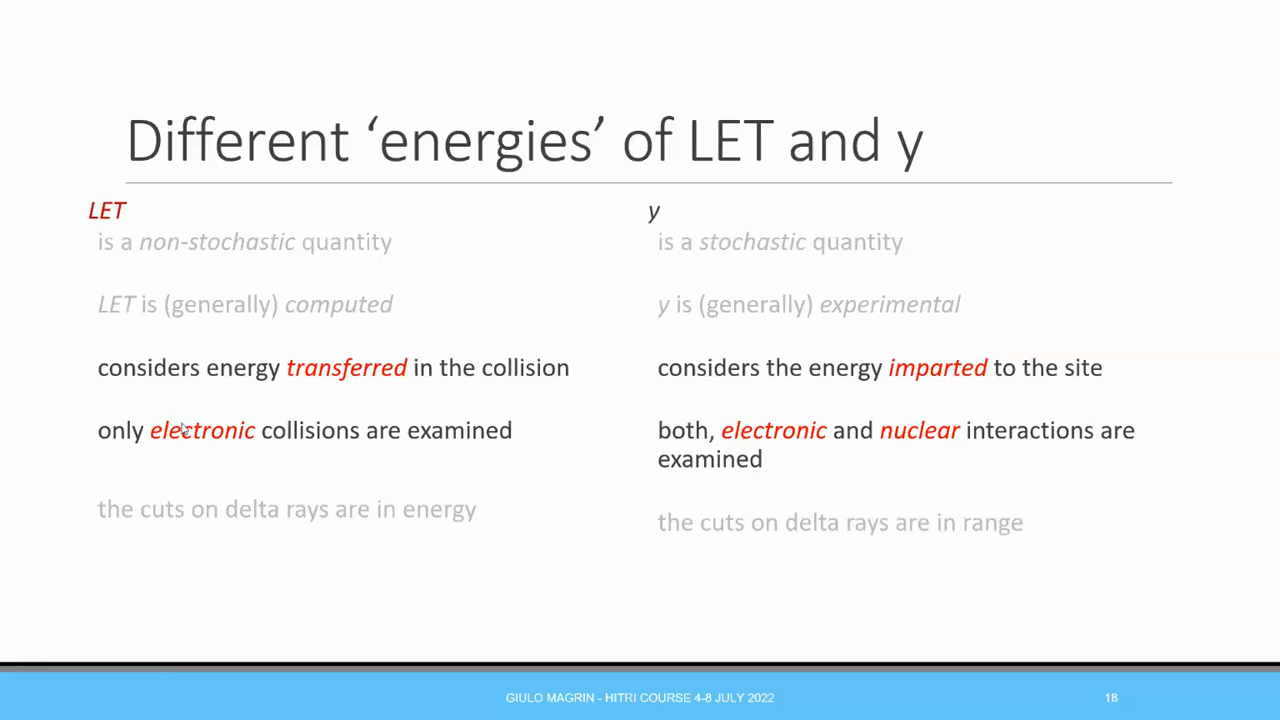 Different ‘energies’ of LET and y
LET
is a non-stochastic quantity
LET is (generally) computed
considers energy transferred in the collision
only electronic collisions are examined
the cuts on delta rays are in energy
y
is a stochastic quantity
y is (generally) experimental
considers the energy imparted to the site
both, electronic and nuclear interactions are
examined
the cuts on delta rays are in range
GIULO MAGRIN - HITRI COURSE 4-8 JULY 2022
18